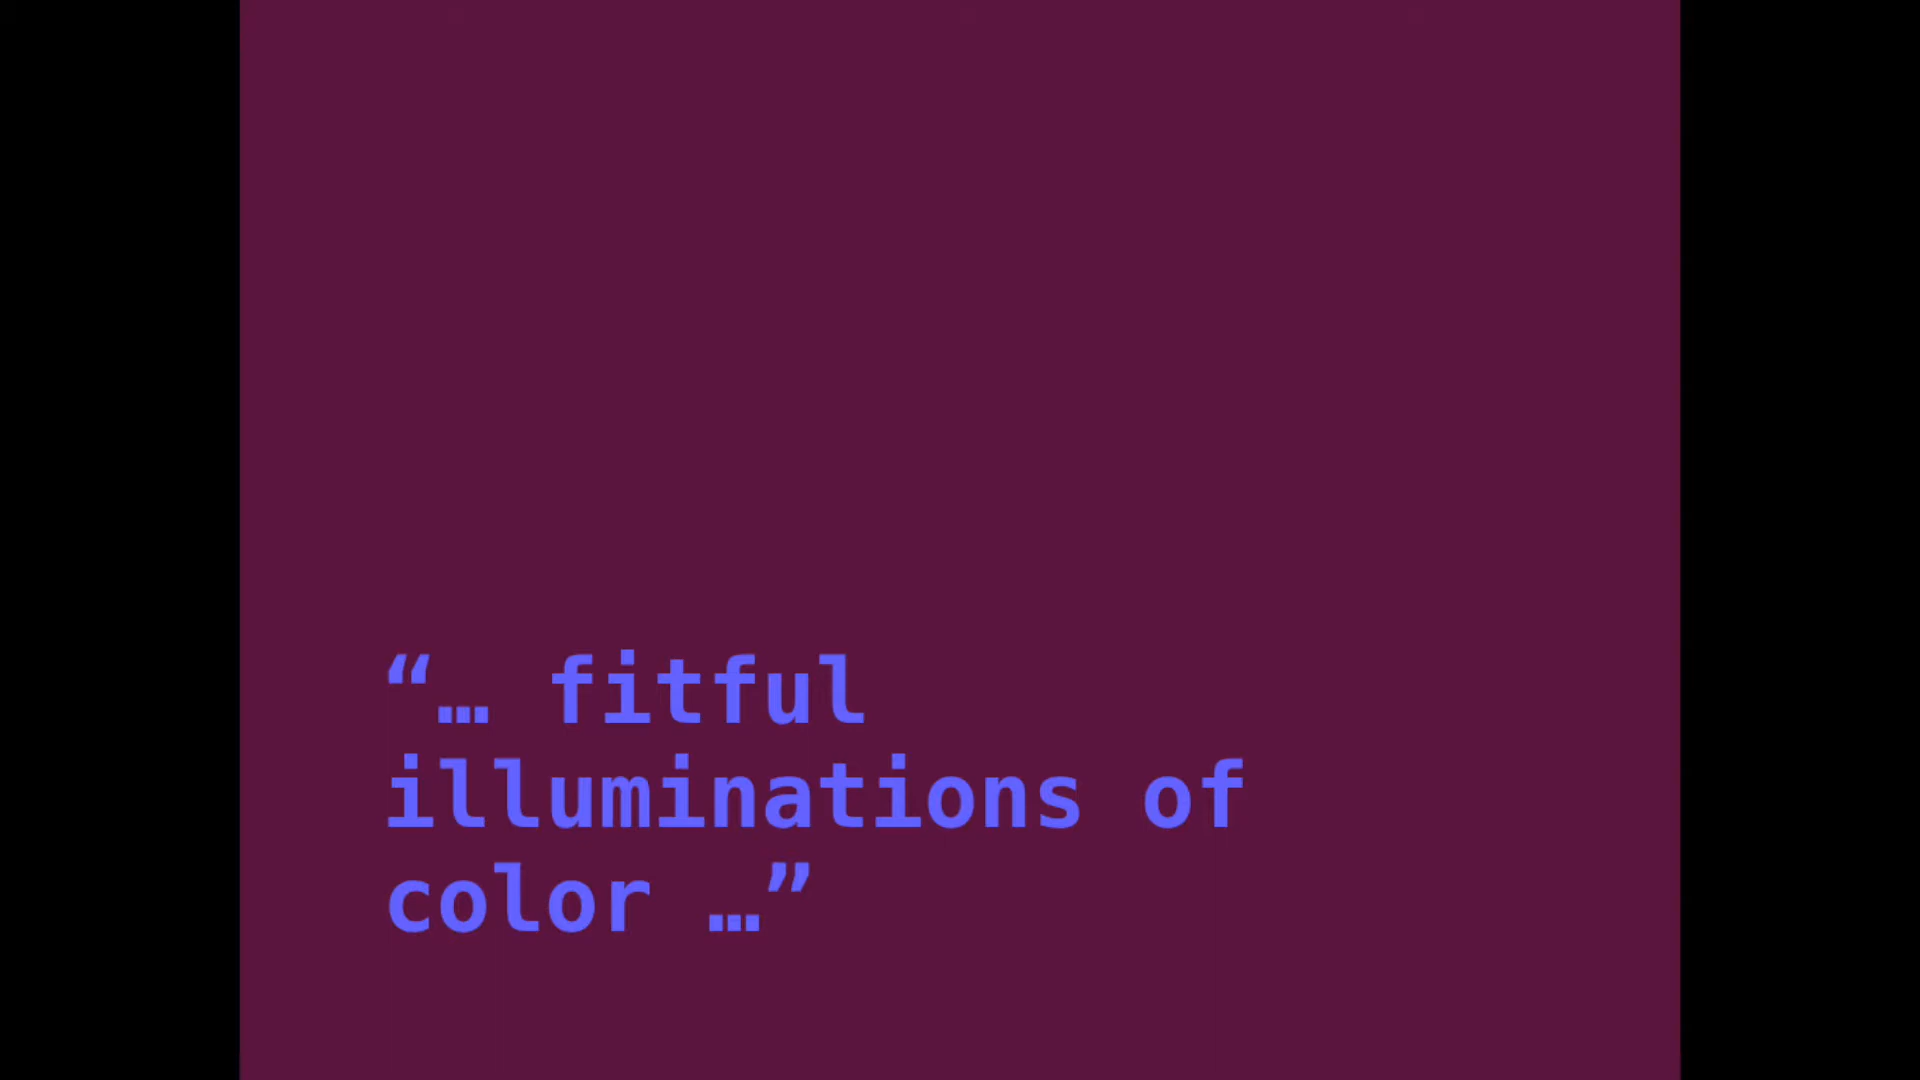 “… fitful
illuminations of
color …”